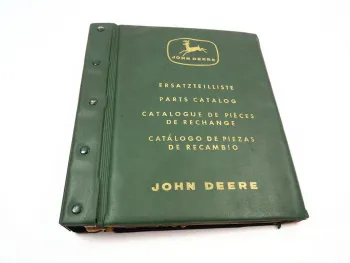 JOHN DEERE
ERSATZTEILLISTE
PARTS CATALOG
CATALOGUE DE PIÈCES
DE RECHANGE
CATÁLOGO DE PIEZAS
DE RECAMBIO
JOHN DEERE